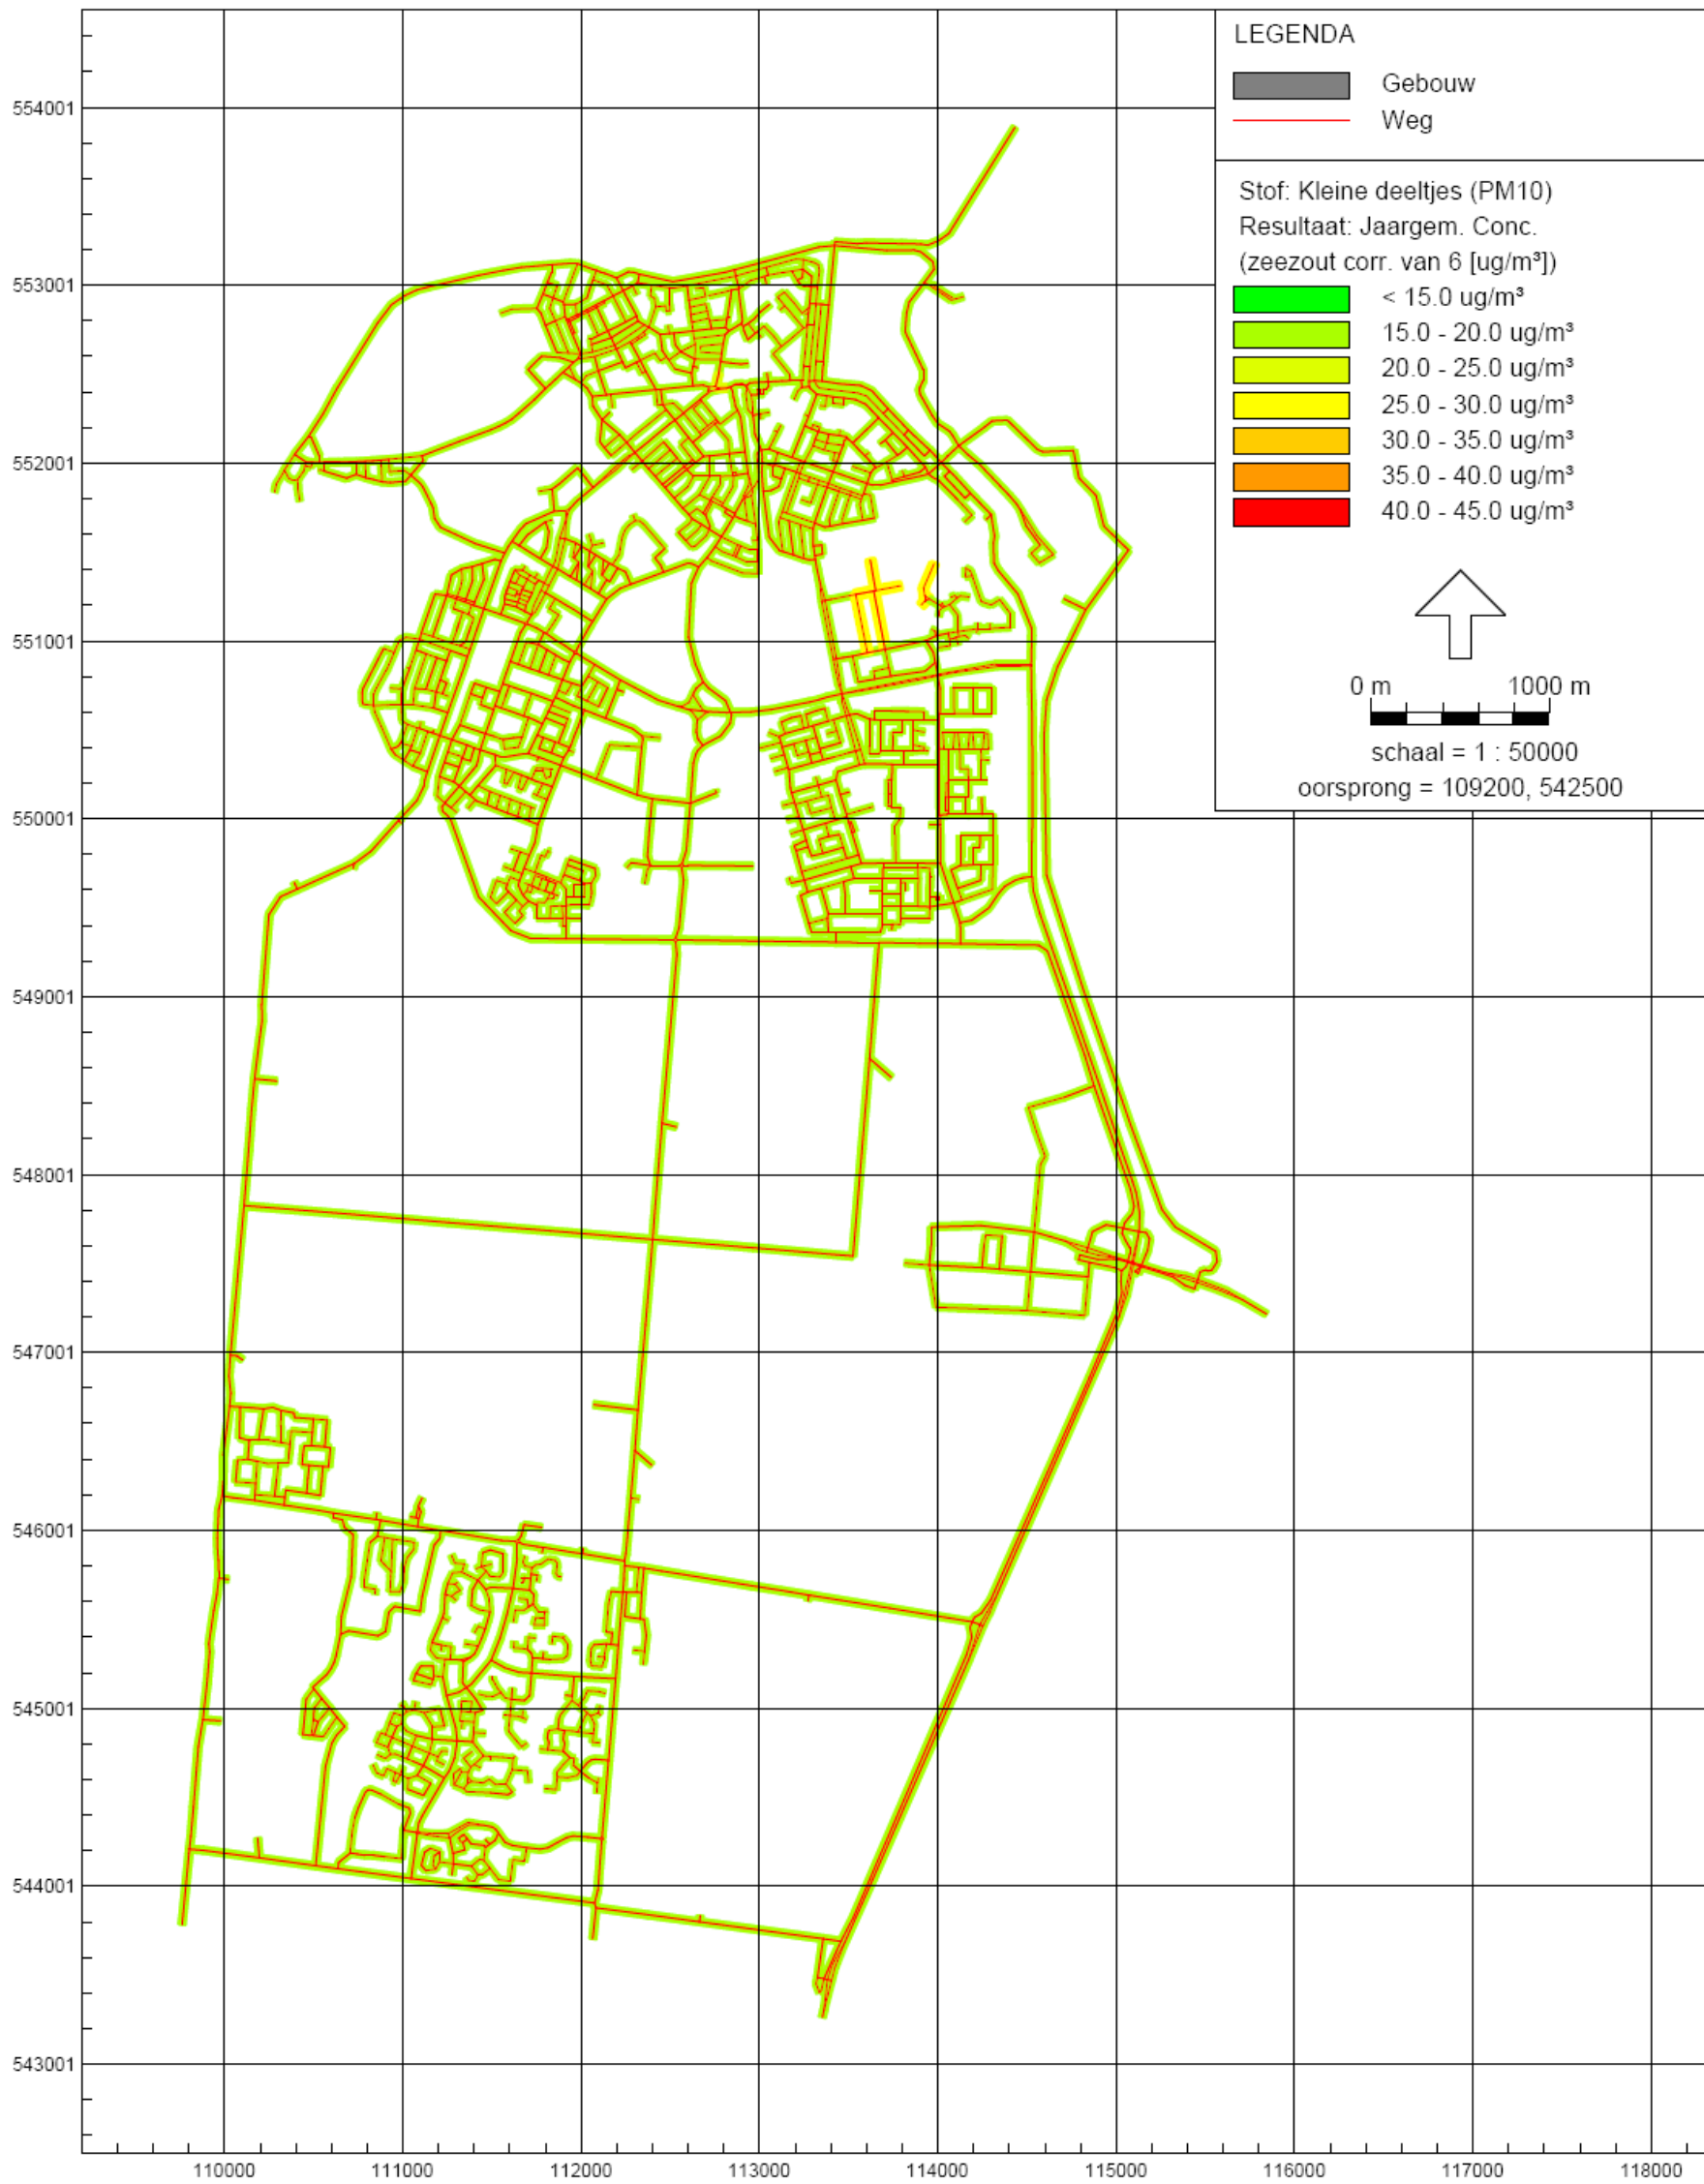 LEGENDA
Gebouw
Weg
Stof: Kleine deeltjes (PM10)
Resultaat: Jaargem. Conc.
(zeezout corr. van 6 [ug/m³])
< 15.0 ug/m³
15.0 - 20.0 ug/m³
20.0 - 25.0 ug/m³
25.0 - 30.0 ug/m³
30.0 - 35.0 ug/m³
35.0 - 40.0 ug/m³
40.0 - 45.0 ug/m³
0 m 1000 m
schaal = 1 : 50000
oorsprong = 109200, 542500
554001
553001
552001
551001
550001
549001
548001
547001
546001
545001
544001
543001
110000 111000 112000 113000 114000 115000 116000 117000 118000